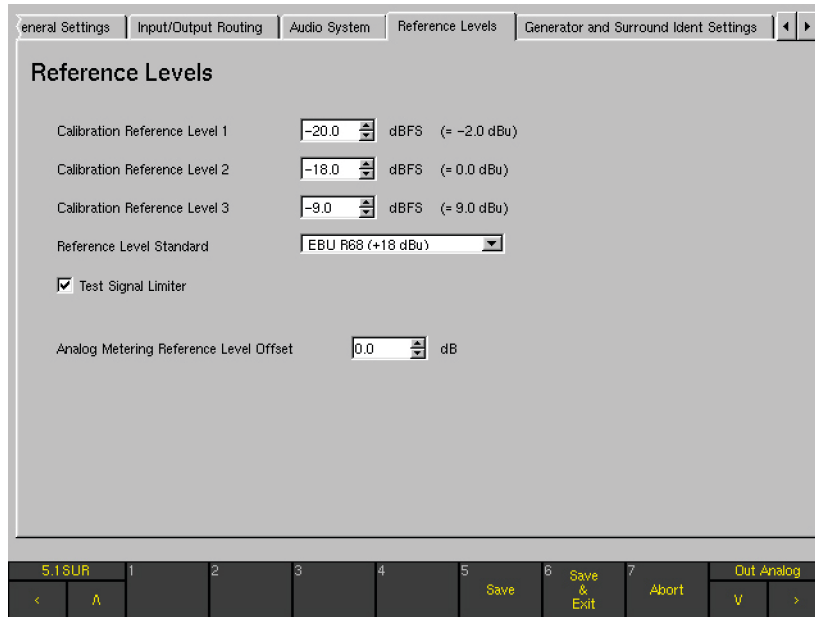 eneral Settings Input/Output Routing Audio System Reference Levels Generator and Surround Ident Settings
Reference Levels
Calibration Reference Level 1 -20.0 dBFS (= -2.0 dBu)
Calibration Reference Level 2 -18.0 dBFS (= 0.0 dBu)
Calibration Reference Level 3 -9.0 dBFS (= 9.0 dBu)
Reference Level Standard EBU R68 (+18 dBu)
Test Signal Limiter
Analog Metering Reference Level Offset 0.0 dB
5.1SUR 1 2 3 4 5 6 7 Out Analog
< Λ Save Save & Exit Abort V >